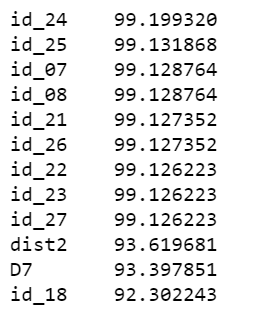 id_24 99.199320
id_25 99.131868
id_07 99.128764
id_08 99.128764
id_21 99.127352
id_26 99.127352
id_22 99.126223
id_23 99.126223
id_27 99.126223
dist2 93.619681
D7 93.397851
id_18 92.302243